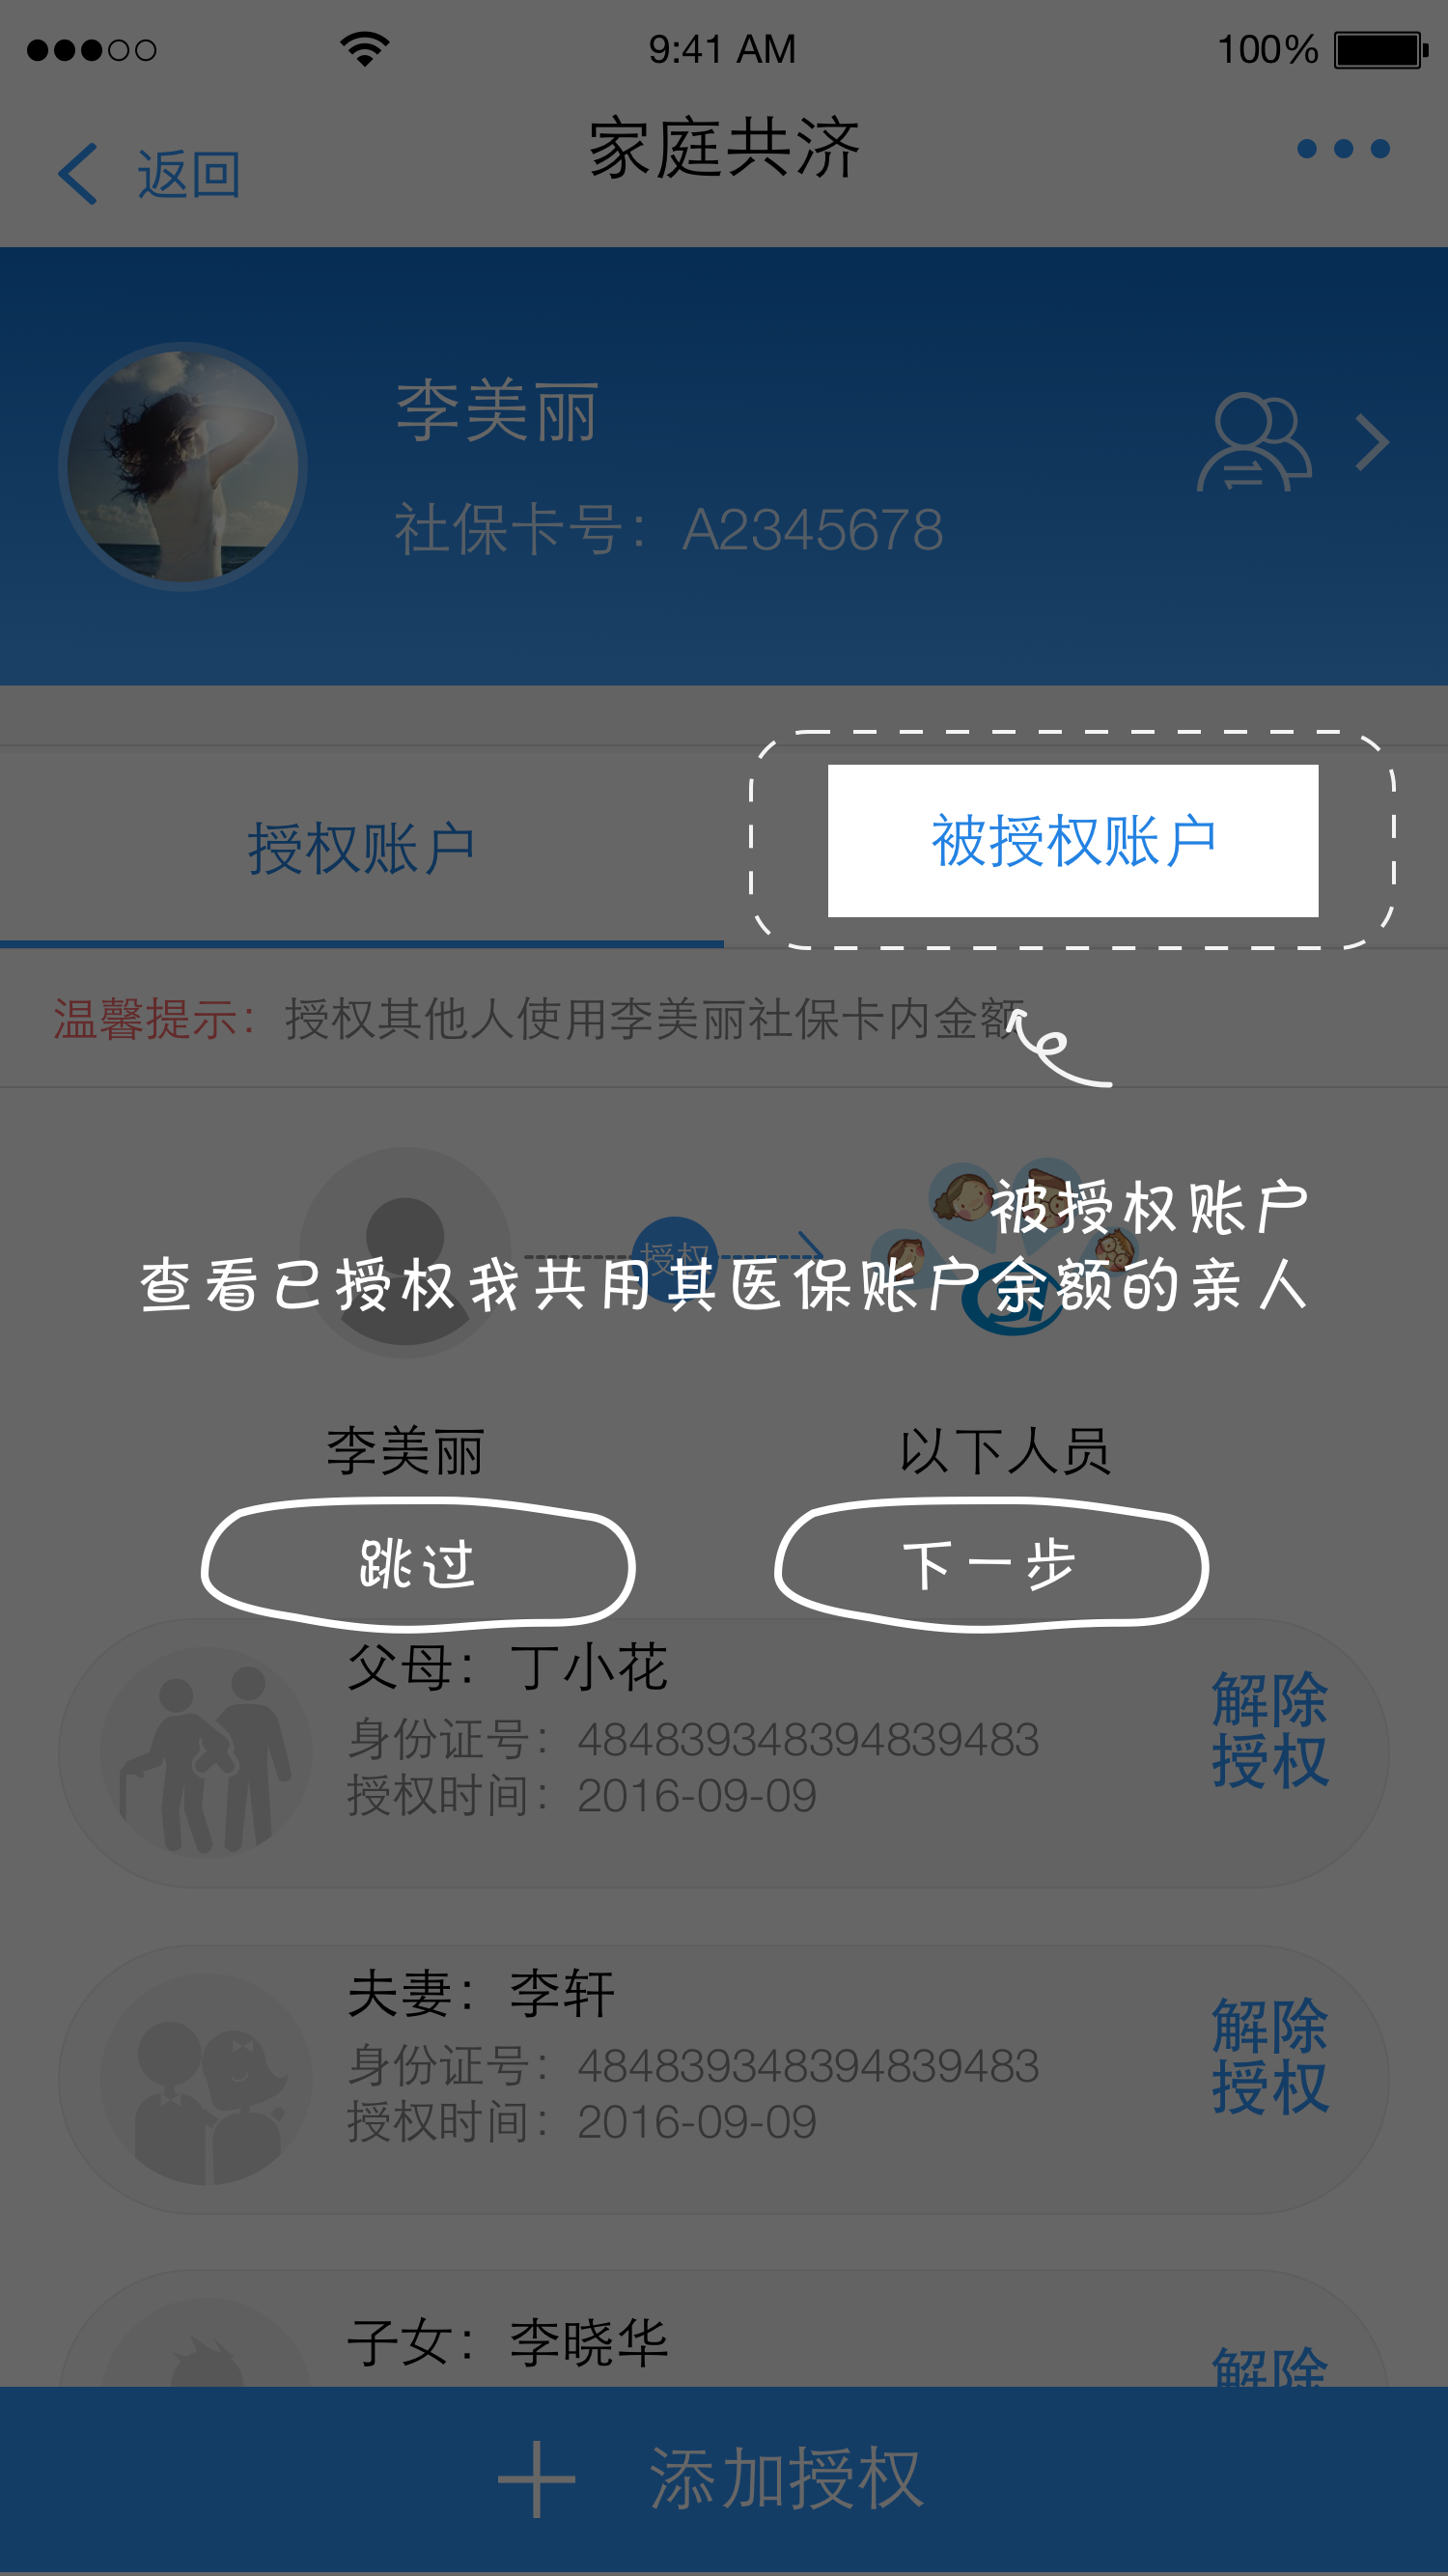 9:41 AM
100%
返回
家庭共济
李美丽
社保卡号：A2345678
授权账户
被授权账户
温馨提示：授权其他人使用李美丽社保卡内金额
授权
被授权账户
查看已授权我共用其医保账户余额的亲人
李美丽
以下人员
跳过
下一步
父母：丁小花
身份证号：484839348394839483
授权时间：2016-09-09
解除
授权
夫妻：李轩
身份证号：484839348394839483
授权时间：2016-09-09
解除
授权
子女：李晓华
解除
添加授权